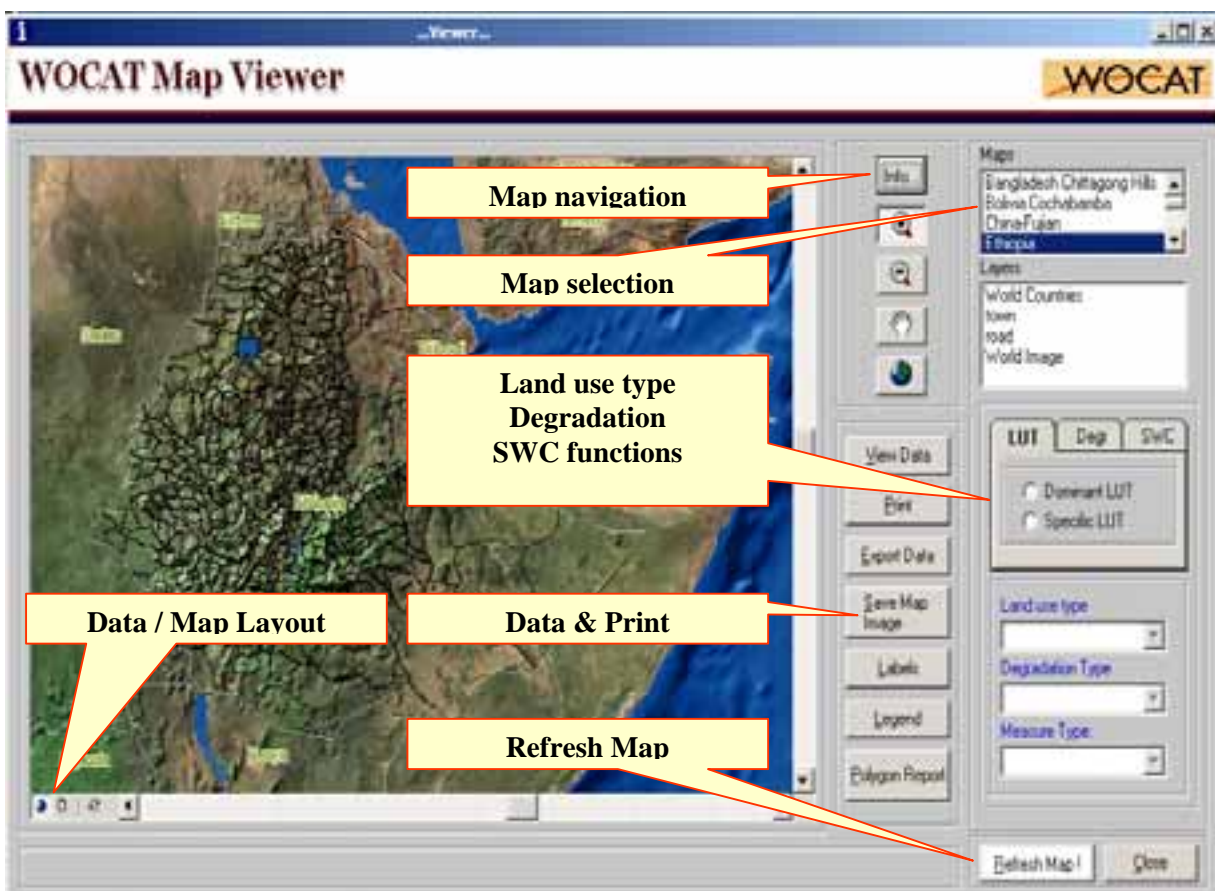 ...Viewer...
WOCAT Map Viewer
WOCAT
Map navigation
Map selection
Land use type
Degradation
SWC functions
Data / Map Layout
Data & Print
Refresh Map
Info
View Data
Print
Export Data
Save Map
Image
Labels
Legend
Polygon Report
Maps
Bangladesh Chittagong Hills
Bolivia Cochabamba
China-Fujian
Ethiopia
Layers
World Countries
town
road
World Image
LUT Degr SWC
Dominant LUT
Specific LUT
Land use type
Degradation Type
Measure Type:
Refresh Map !
Close